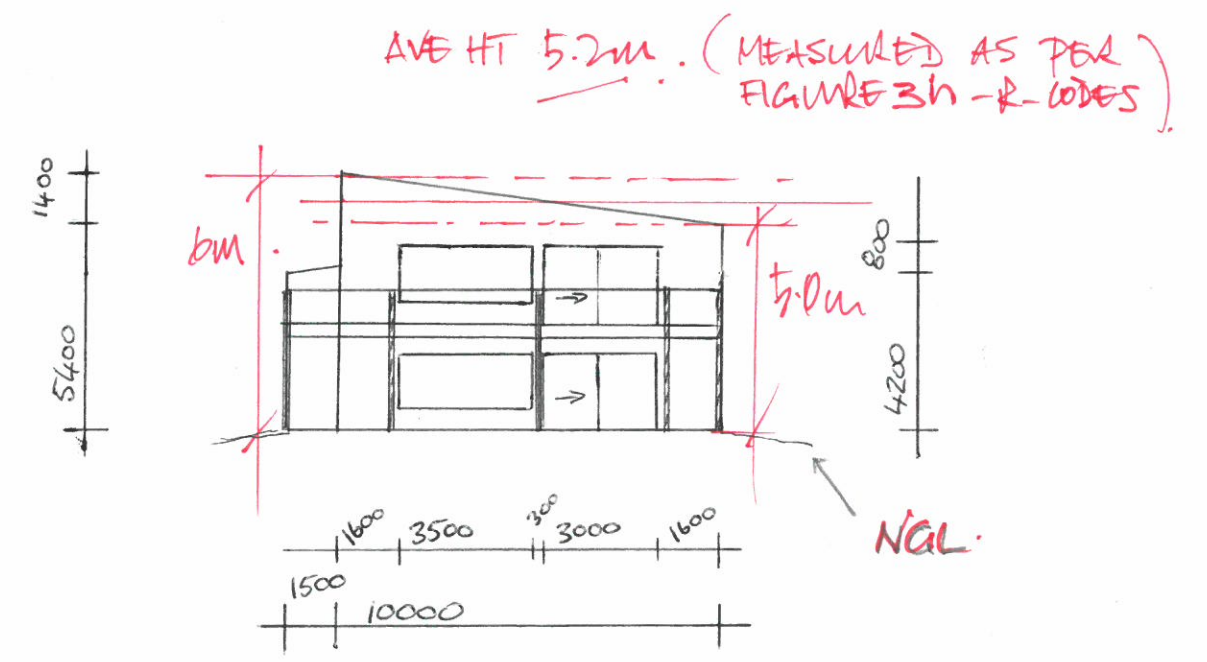 AVE HT 5.2m. (MEASURED AS PER
FIGURE 3h - R-CODES).
1400
6m.
800
5.0m
5400
4200
1600 3500 300 3000 1600
NGL.
1500
10000